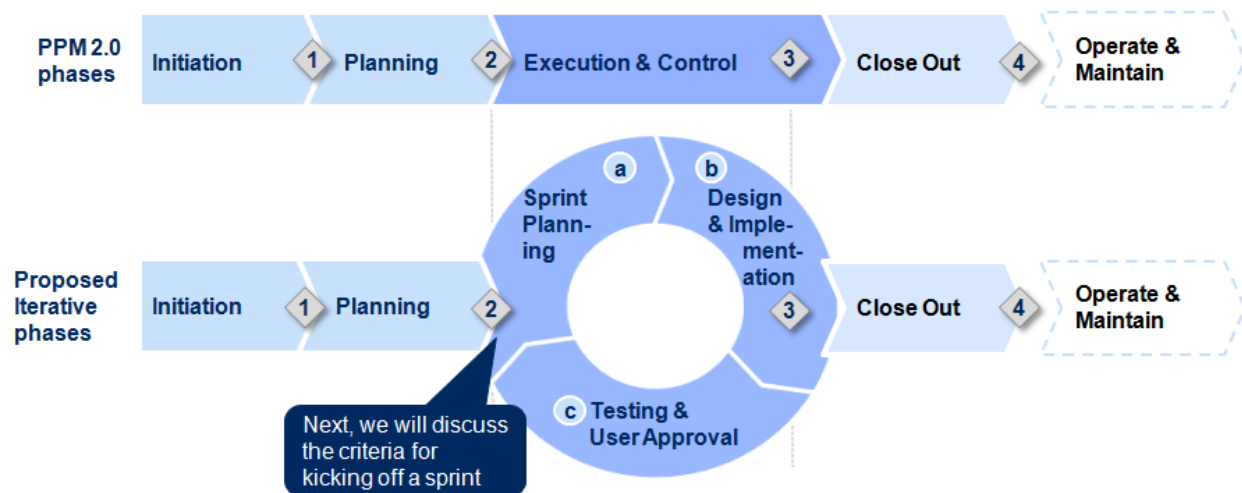 PPM 2.0
phases
Initiation
1
Planning
2
Execution & Control
3
Close Out
4
Operate &
Maintain
a
Sprint
Plann-
ing
b
Design
& Imple-
ment-
ation
Proposed
Iterative
phases
Initiation
1
Planning
2
3
Close Out
4
Operate &
Maintain
c
Testing &
User Approval
Next, we will discuss
the criteria for
kicking off a sprint